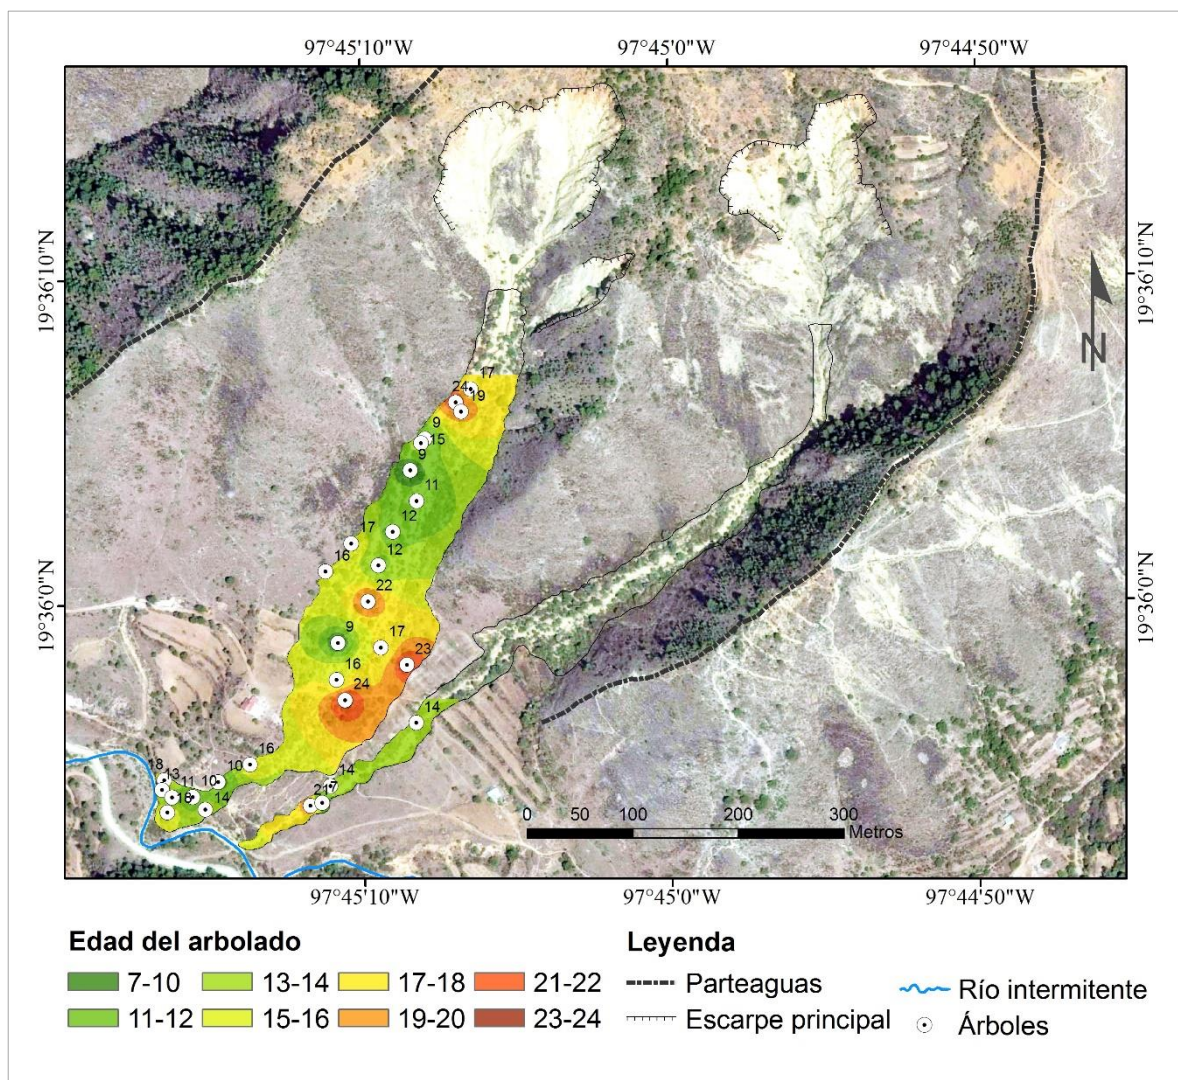 97°45'10"W 97°45'0"W 97°44'50"W
19°36'10"N 19°36'10"N
N
17
24
19
9
15
9
11
12
17
12
16
22
9
17
23
16
24
14
16
10
14
18
13
11
10
14
7
21
0 50 100 200 300
Metros
19°36'0"N 19°36'0"N
97°45'10"W 97°45'0"W 97°44'50"W
Edad del arbolado
7-10 13-14 17-18 21-22
11-12 15-16 19-20 23-24
Leyenda
Parteaguas
Escarpe principal
Río intermitente
Árboles